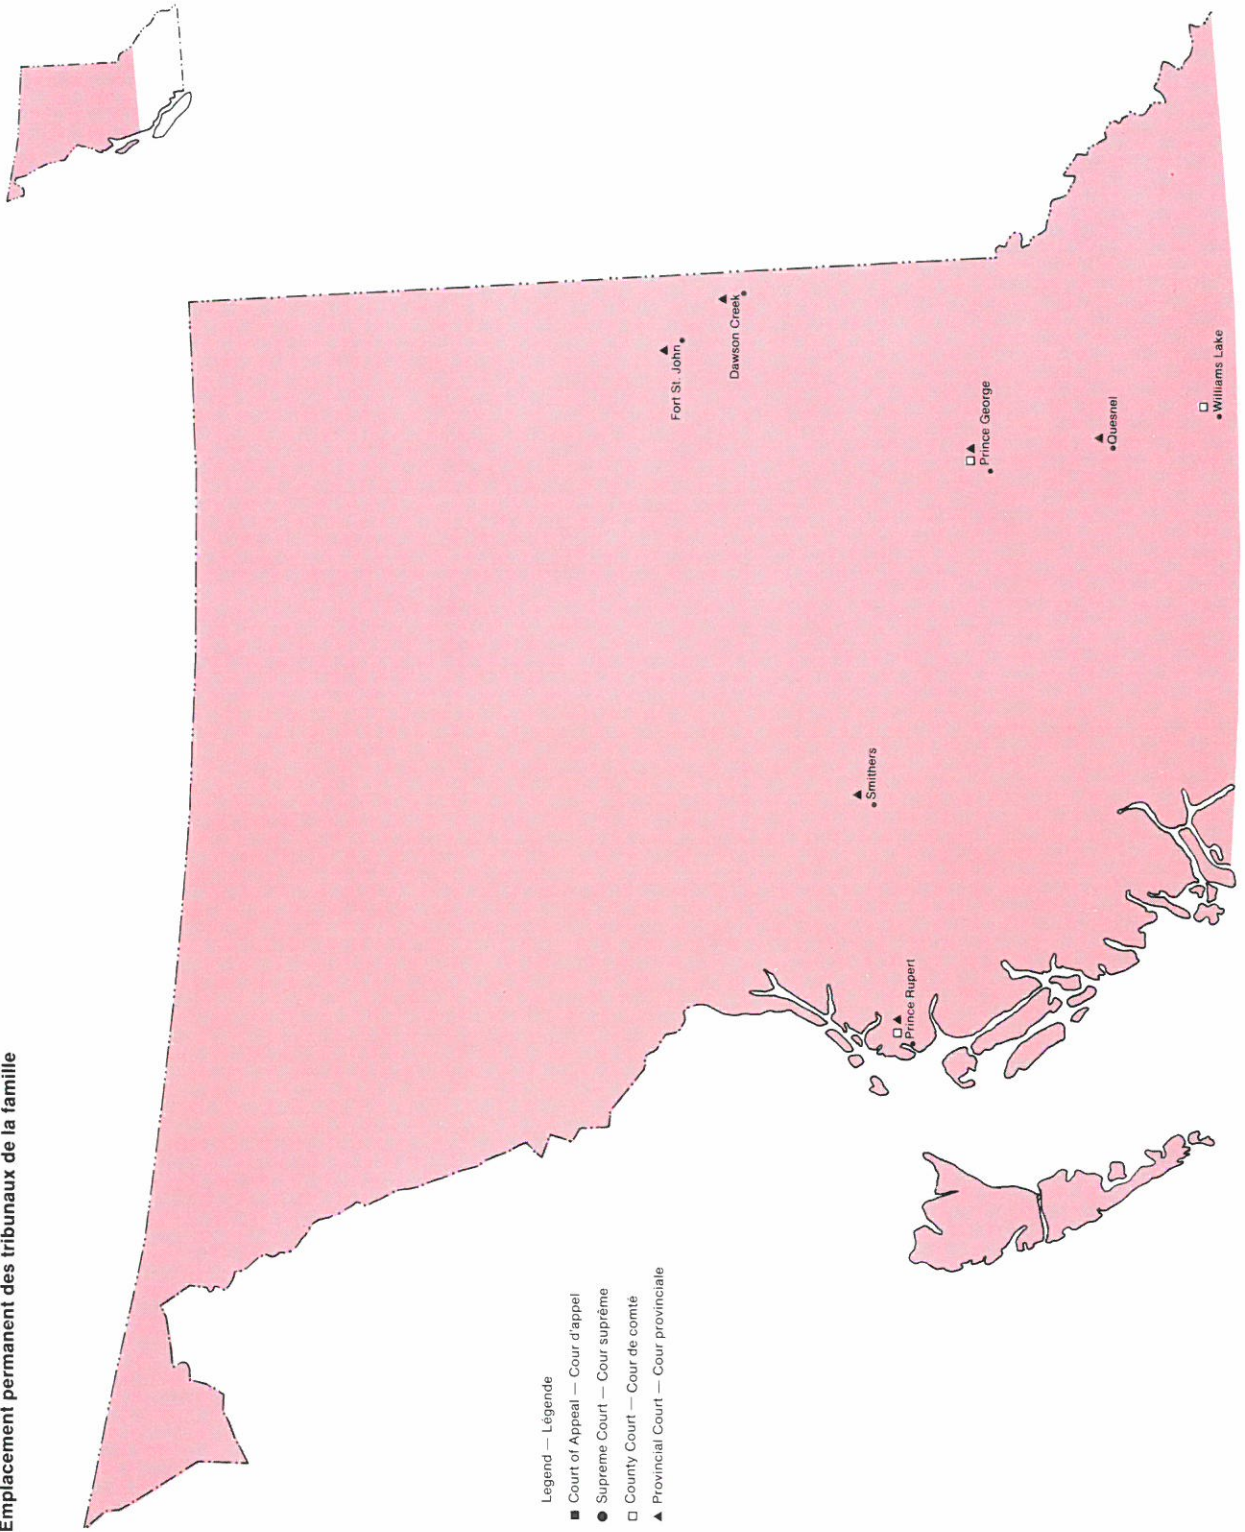 Emplacement permanent des tribunaux de la famille
Fort St. John
Dawson Creek
Prince George
Quesnel
Williams Lake
Smithers
Prince Rupert
Legend — Légende
■ Court of Appeal — Cour d'appel
● Supreme Court — Cour suprême
□ County Court — Cour de comté
▲ Provincial Court — Cour provinciale